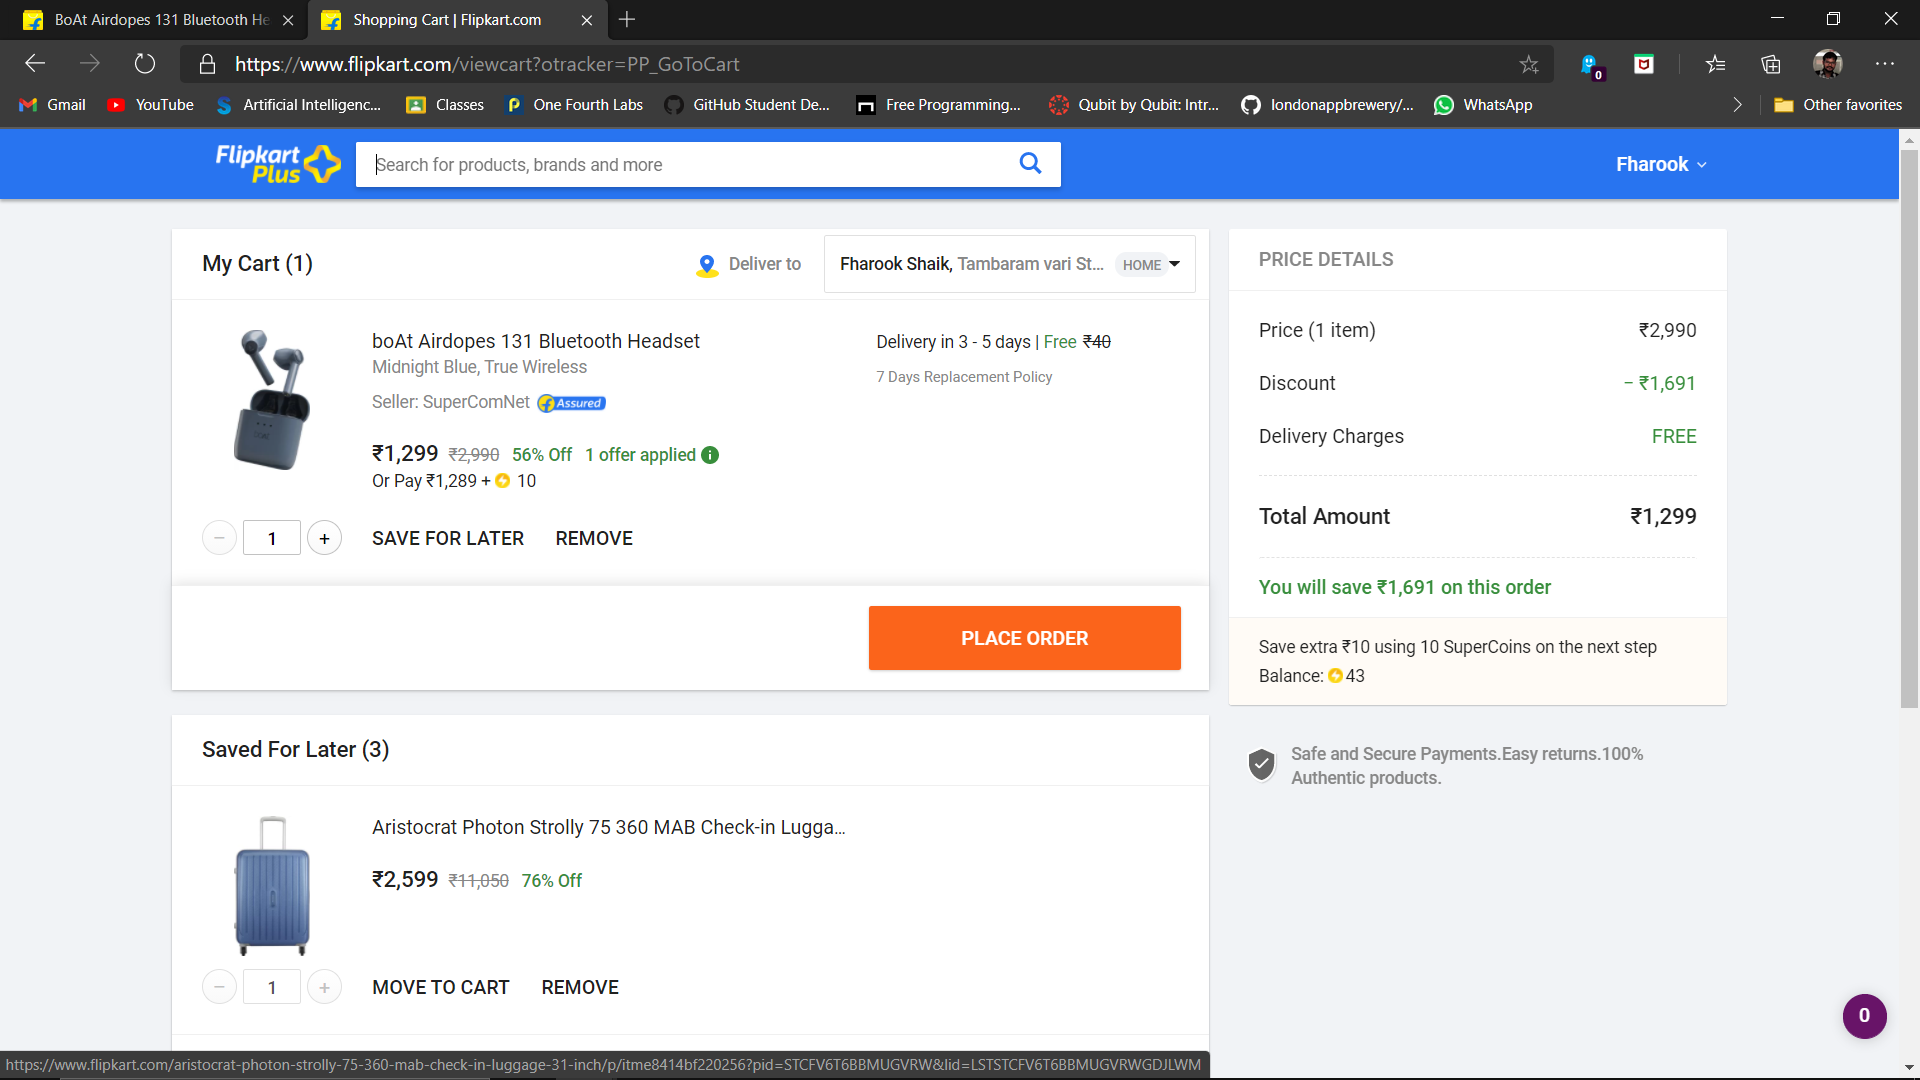 BoAt Airdopes 131 Bluetooth He
Shopping Cart | Flipkart.com
https://www.flipkart.com/viewcart?otracker=PP_GoToCart
0
Gmail
YouTube
Artificial Intelligenc...
Classes
One Fourth Labs
GitHub Student De...
Free Programming...
Qubit by Qubit: Intr...
londonappbrewery/...
WhatsApp
Other favorites
Flipkart
Plus
Search for products, brands and more
Fharook
My Cart (1)
Deliver to
Fharook Shaik, Tambaram vari St... HOME
boAt Airdopes 131 Bluetooth Headset
Midnight Blue, True Wireless
Seller: SuperComNet Assured
₹1,299 ₹2,990 56% Off 1 offer applied
Or Pay ₹1,289 + 10
Delivery in 3 - 5 days | Free ₹40
7 Days Replacement Policy
1
SAVE FOR LATER
REMOVE
PLACE ORDER
PRICE DETAILS
Price (1 item) ₹2,990
Discount − ₹1,691
Delivery Charges FREE
Total Amount ₹1,299
You will save ₹1,691 on this order
Save extra ₹10 using 10 SuperCoins on the next step
Balance: 43
Safe and Secure Payments.Easy returns.100%
Authentic products.
Saved For Later (3)
Aristocrat Photon Strolly 75 360 MAB Check-in Lugga...
₹2,599 ₹11,050 76% Off
1
MOVE TO CART
REMOVE
0
https://www.flipkart.com/aristocrat-photon-strolly-75-360-mab-check-in-luggage-31-inch/p/itme8414bf220256?pid=STCFV6T6BBMUGVRW&lid=LSTSTCFV6T6BBMUGVRWGDJLWM